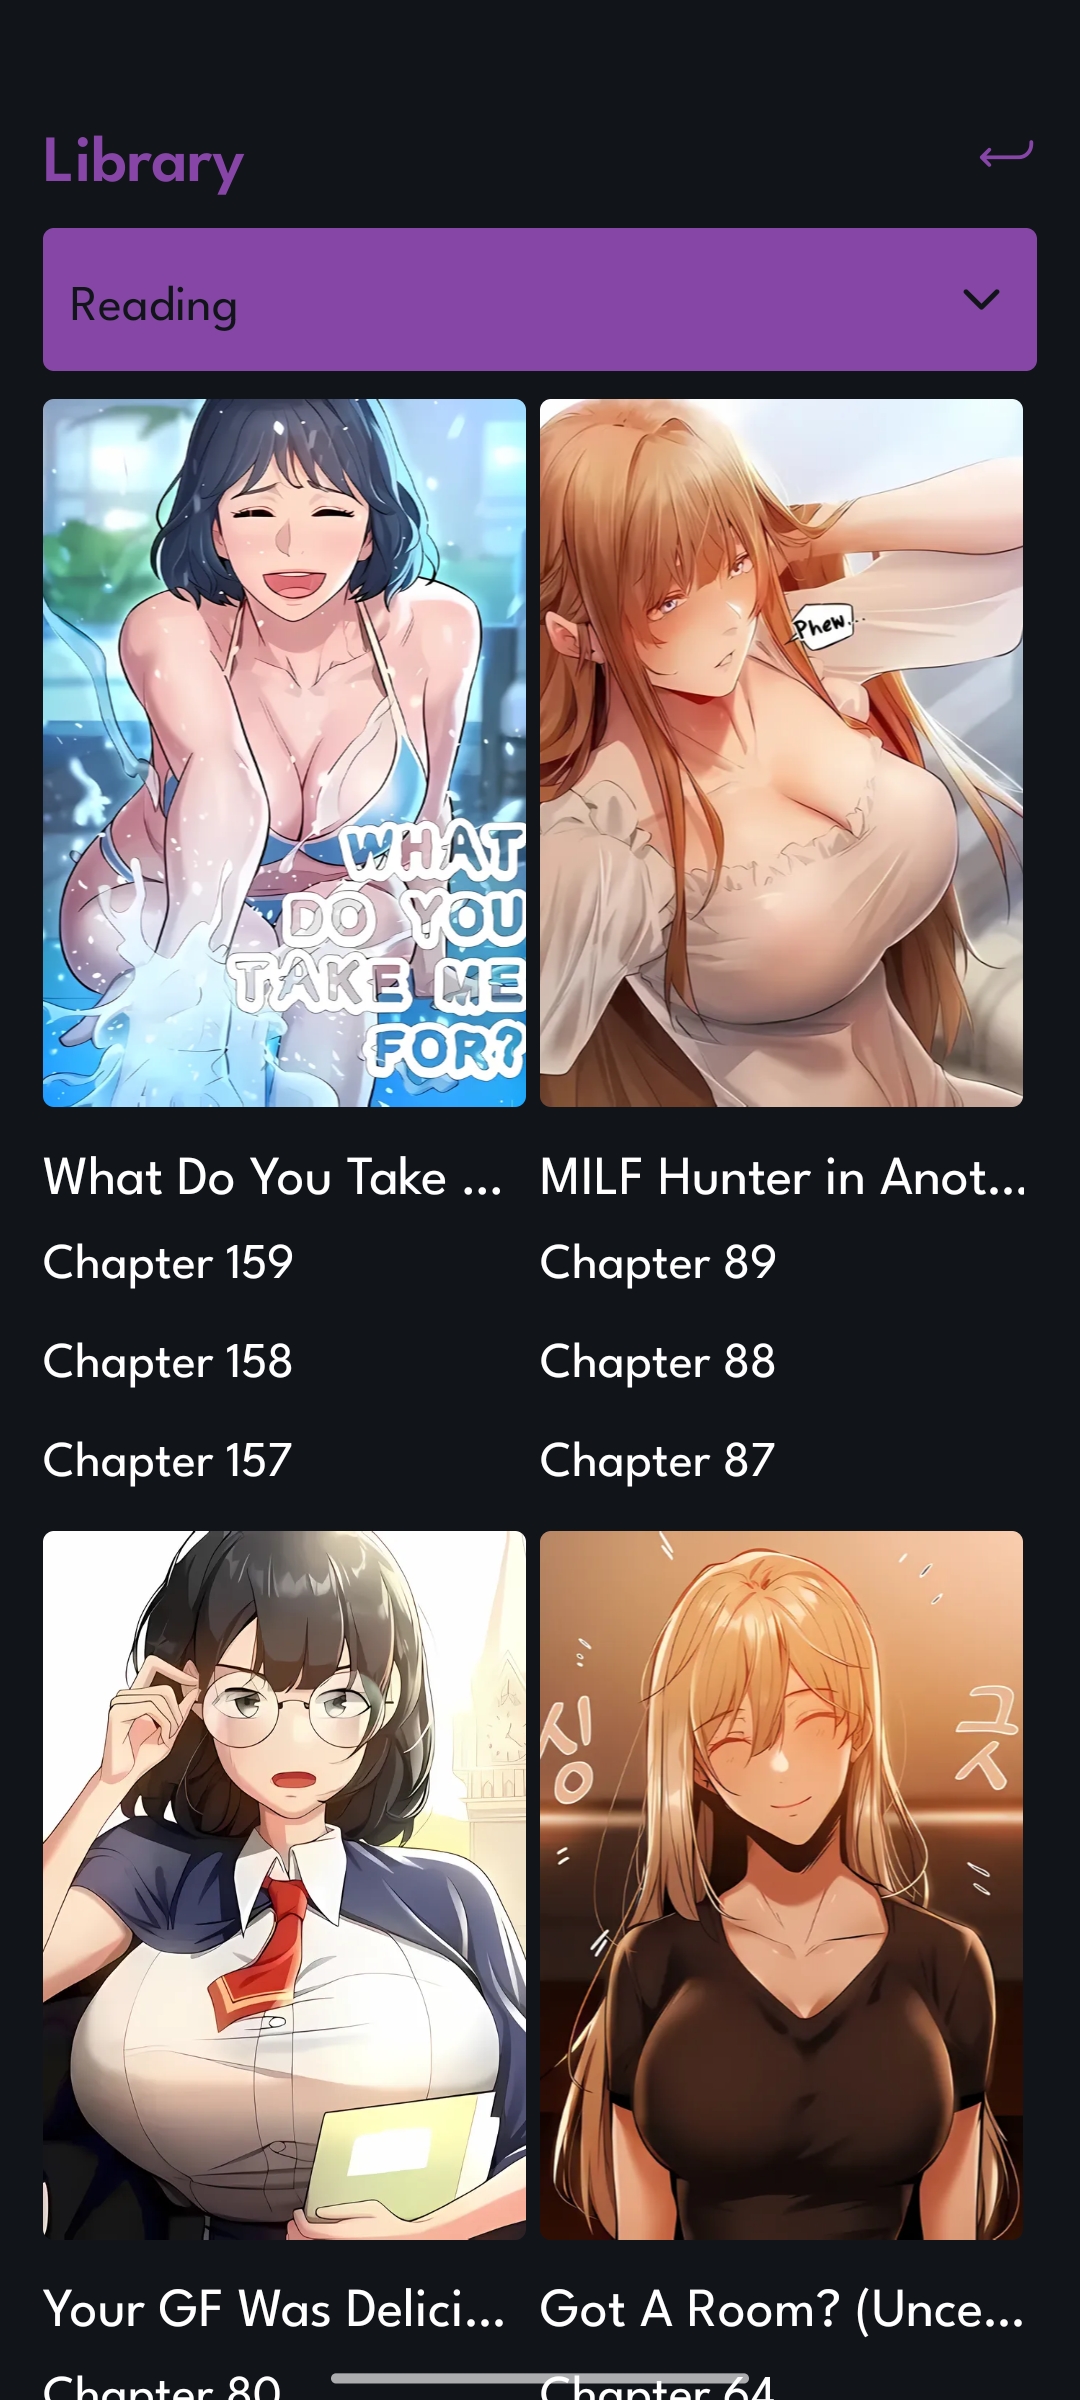 Library
Reading
WHAT
DO YOU
TAKE ME
FOR?
Phew...
What Do You Take ...
MILF Hunter in Anot...
Chapter 159
Chapter 89
Chapter 158
Chapter 88
Chapter 157
Chapter 87
싱
긋
Your GF Was Delici...
Got A Room? (Unce...
Chapter 80
Chapter 64